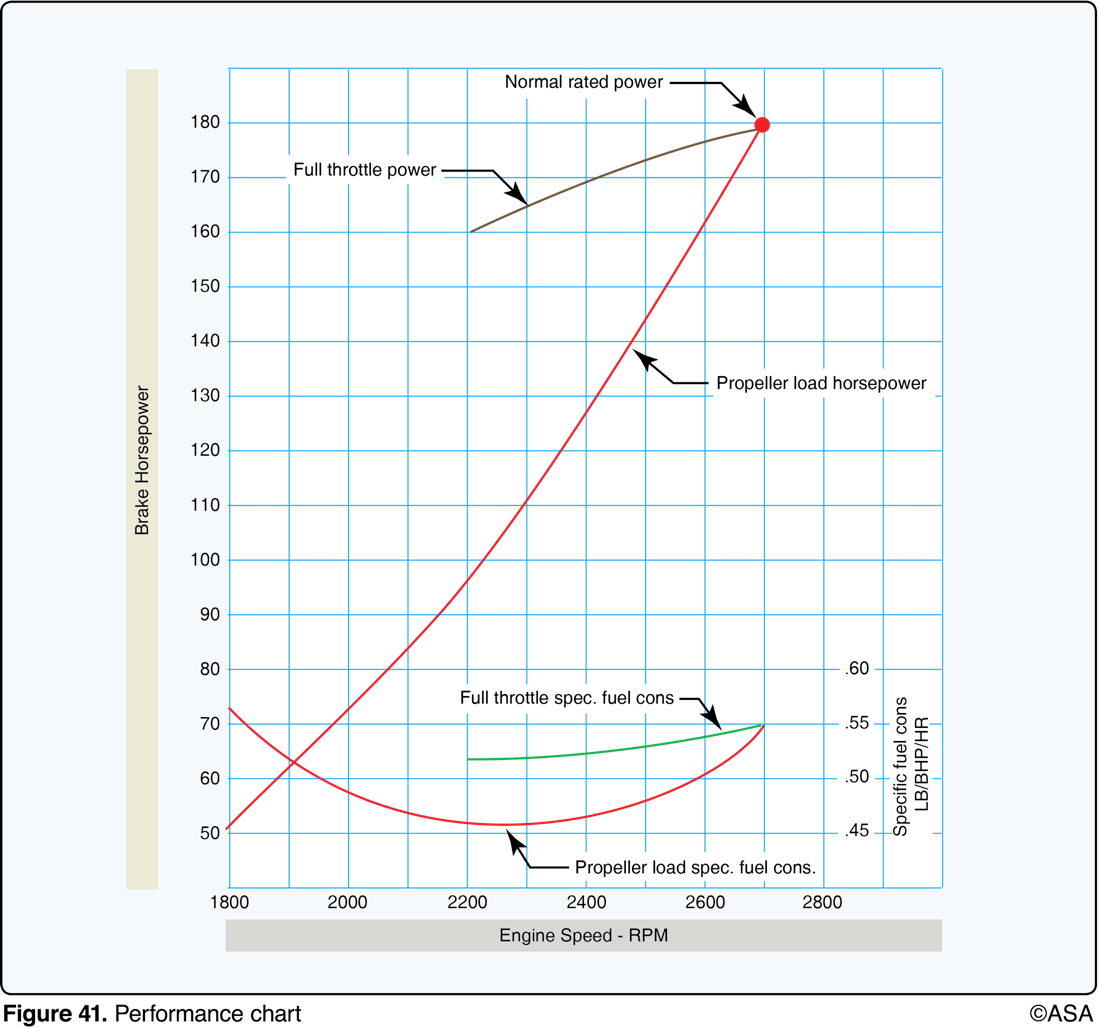 Normal rated power
Full throttle power
Propeller load horsepower
Full throttle spec. fuel cons
Propeller load spec. fuel cons.
Brake Horsepower
180
170
160
150
140
130
120
110
100
90
80
70
60
50
.60
.55
.50
.45
Specific fuel cons
LB/BHP/HR
1800 2000 2200 2400 2600 2800
Engine Speed - RPM
Figure 41. Performance chart
©ASA